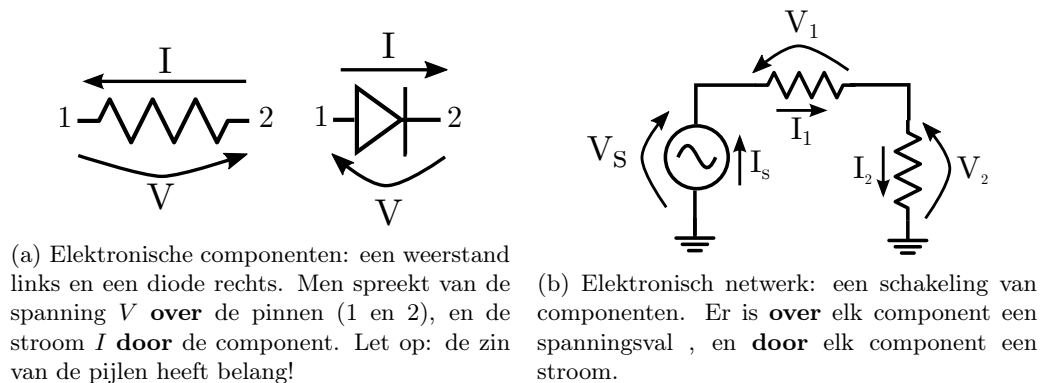 I
1
2
V
I
1
2
V
V1
I1
VS
Is
I2
V2
(a) Elektronische componenten: een weerstand
links en een diode rechts. Men spreekt van de
spanning V over de pinnen (1 en 2), en de
stroom I door de component. Let op: de zin
van de pijlen heeft belang!
(b) Elektronisch netwerk: een schakeling van
componenten. Er is over elk component een
spanningsval , en door elk component een
stroom.